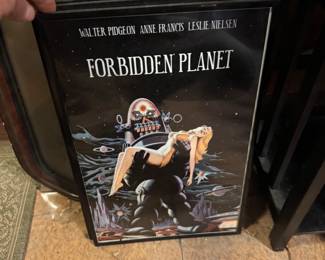 WALTER PIDGEON ANNE FRANCIS LESLIE NIELSEN
FORBIDDEN PLANET